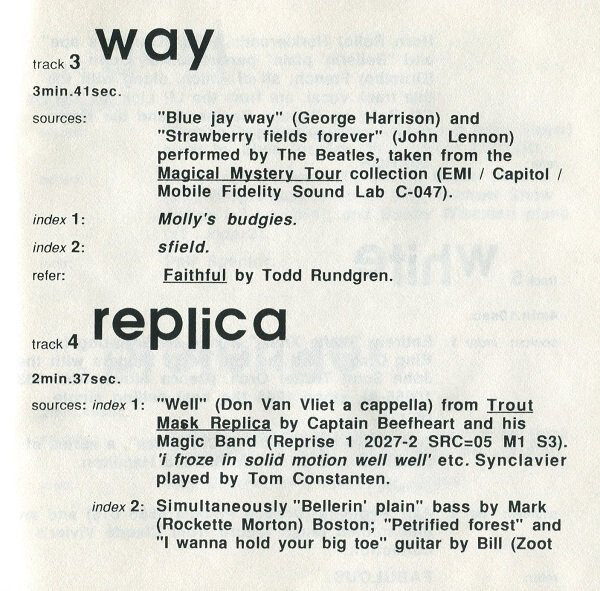 track 3 way
3min.41sec.
sources: "Blue jay way" (George Harrison) and
"Strawberry fields forever" (John Lennon)
performed by The Beatles, taken from the
Magical Mystery Tour collection (EMI / Capitol /
Mobile Fidelity Sound Lab C-047).
index 1: Molly's budgies.
index 2: sfield.
refer: Faithful by Todd Rundgren.
track 4 replica
2min.37sec.
sources: index 1: "Well" (Don Van Vliet a cappella) from Trout
Mask Replica by Captain Beefheart and his
Magic Band (Reprise 1 2027-2 SRC=05 M1 S3).
'i froze in solid motion well well' etc. Synclavier
played by Tom Constanten.
index 2: Simultaneously "Bellerin' plain" bass by Mark
(Rockette Morton) Boston; "Petrified forest" and
"I wanna hold your big toe" guitar by Bill (Zoot